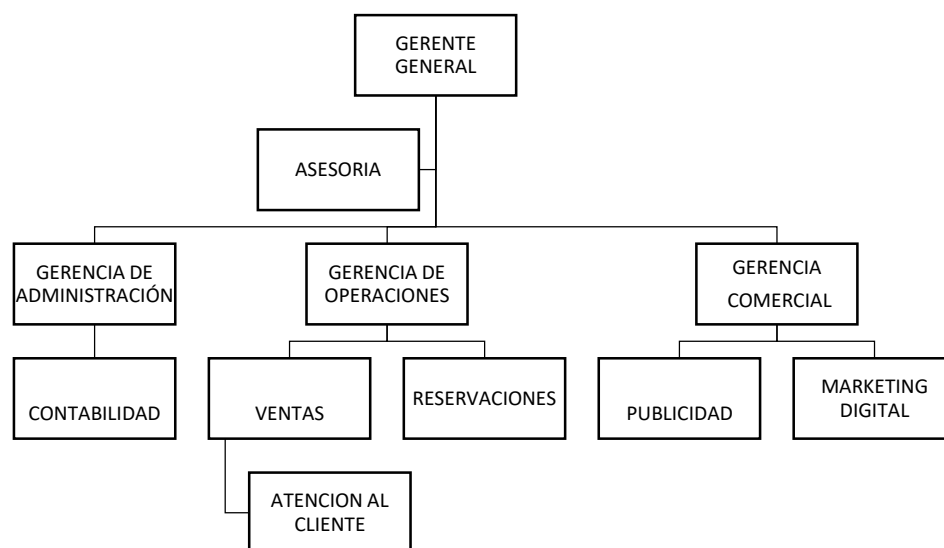 GERENTE
GENERAL
ASESORIA
GERENCIA DE
ADMINISTRACIÓN
GERENCIA DE
OPERACIONES
GERENCIA
COMERCIAL
CONTABILIDAD
VENTAS
RESERVACIONES
PUBLICIDAD
MARKETING
DIGITAL
ATENCION AL
CLIENTE